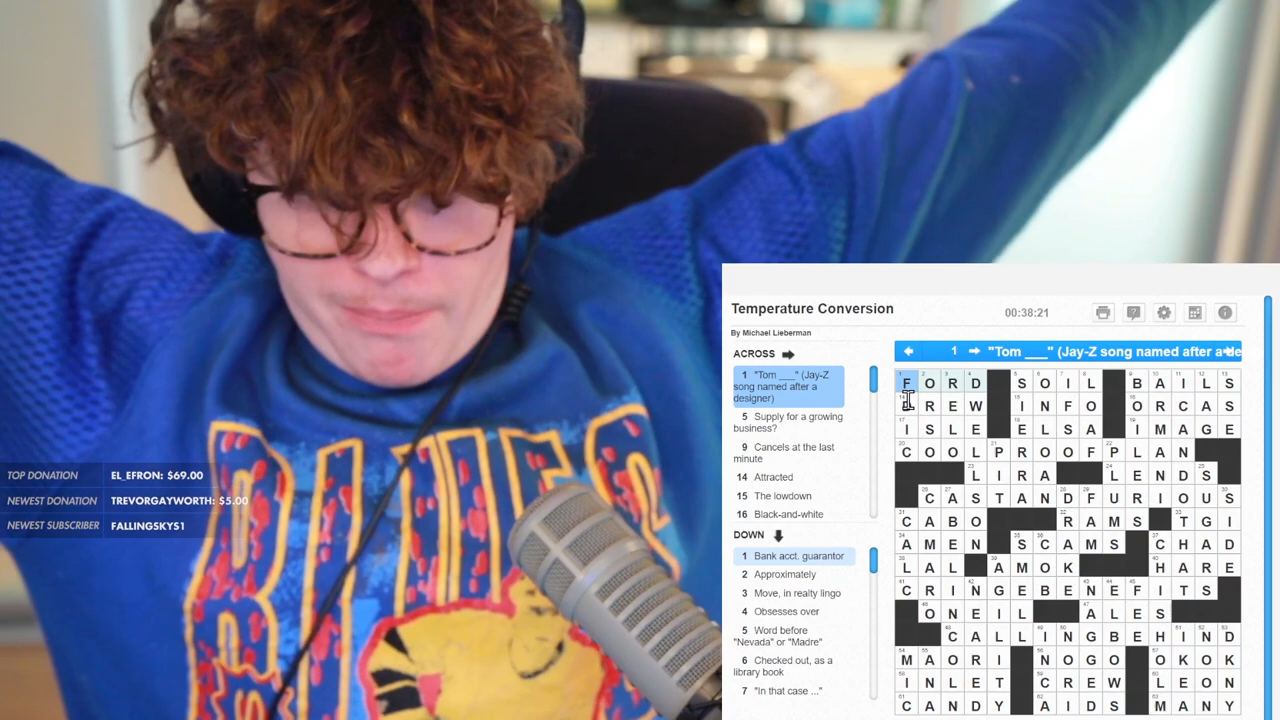 BLUES
TOP DONATION EL_EFRON: $69.00
NEWEST DONATION TREVORGAYWORTH: $5.00
NEWEST SUBSCRIBER FALLINGSKYS1
Temperature Conversion
00:38:21
By Michael Lieberman
ACROSS
1 "Tom ___" (Jay-Z
song named after a
designer)
5 Supply for a growing
business?
9 Cancels at the last
minute
14 Attracted
15 The lowdown
16 Black-and-white
DOWN
1 Bank acct. guarantor
2 Approximately
3 Move, in realty lingo
4 Obsesses over
5 Word before
"Nevada" or "Madre"
6 Checked out, as a
library book
7 "In that case ..."
1 "Tom ___" (Jay-Z song named after a de
FORD SOIL BAILS
DREW INFO ORCAS
ISLE ELSA IMAGE
COOLPROOFPLAN
LIRA LENDS
CASTANDFURIOUS
CABO RAMS TGI
AMEN SCAMS CHAD
LAL AMOK HARE
CRINGEBENEFITS
ONEIL ALES
CALLINGBEHIND
MAORI NOGO OKOK
INLET CREW LEON
CANDY AIDS MANY